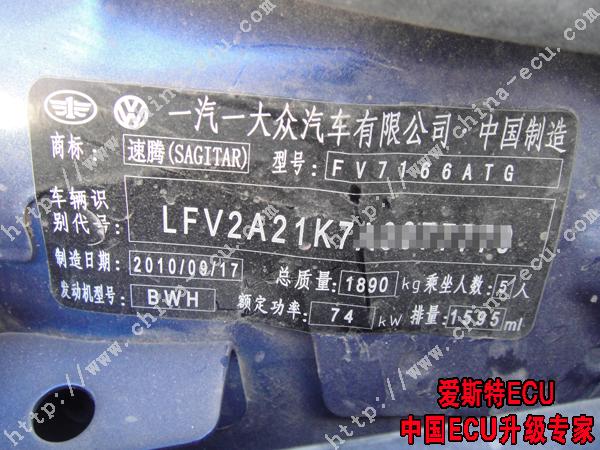 一汽一大众汽车有限公司·中国制造
商标: 速腾(SAGITAR) 型号: FV7166ATG
车辆识别代号: LFV2A21K7
制造日期: 2010/09/17 总质量: 1890 kg 乘坐人数: 5 人
发动机型号: BWH 额定功率: 74 kW 排量: 1.595 ml
爱斯特ECU
中国ECU升级专家
http://www.china-ecu.com